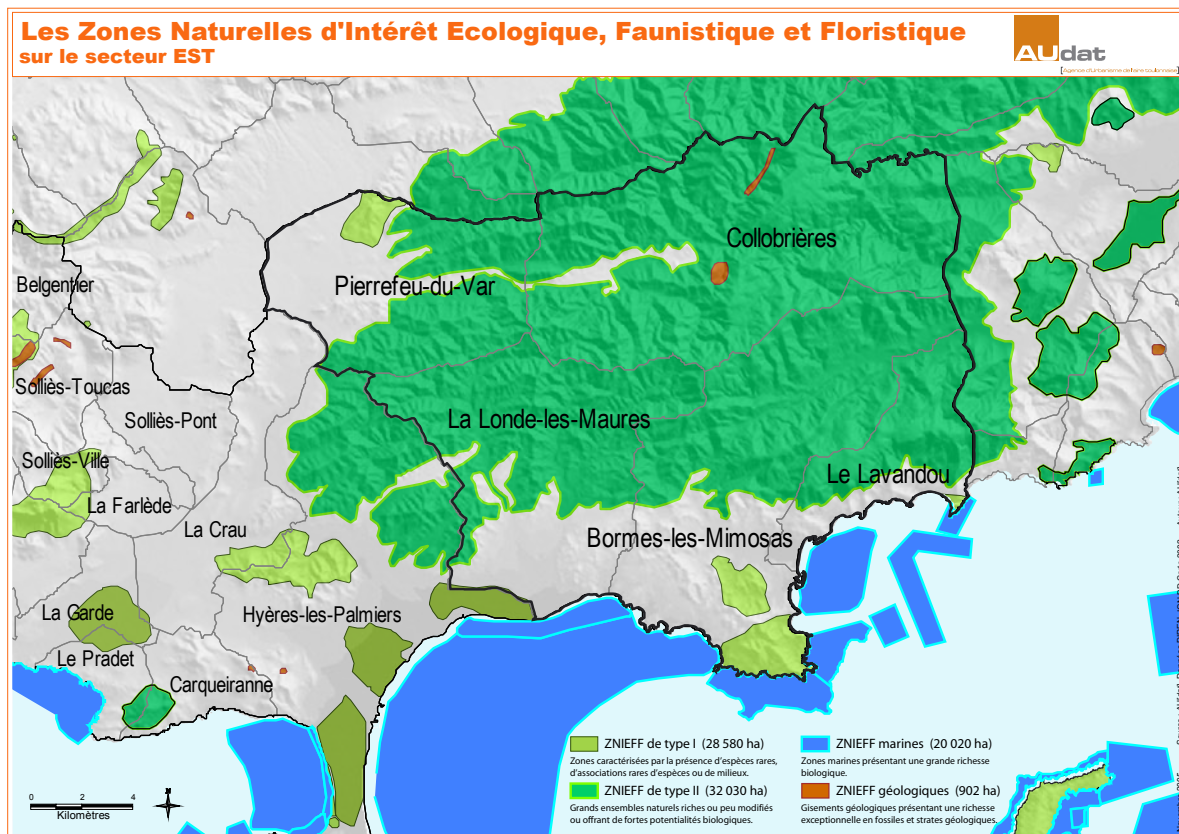 Les Zones Naturelles d'Intérêt Ecologique, Faunistique et Floristique
sur le secteur EST
AUdat
[Agence d'Urbanisme de l'aire toulonnaise]
Collobrières
Belgentier
Pierrefeu-du-Var
Solliès-Toucas
Solliès-Pont
La Londe-les-Maures
Solliès-Ville
Le Lavandou
La Farlède
La Crau
Bormes-les-Mimosas
La Garde
Hyères-les-Palmiers
Le Pradet
Carqueiranne
ZNIEFF de type I (28 580 ha)
Zones caractérisées par la présence d'espèces rares,
d'associations rares d'espèces ou de milieux.
ZNIEFF de type II (32 030 ha)
Grands ensembles naturels riches ou peu modifiés
ou offrant de fortes potentialités biologiques.
ZNIEFF marines (20 020 ha)
Zones marines présentant une grande richesse
biologique.
ZNIEFF géologiques (902 ha)
Gisements géologiques présentant une richesse
exceptionnelle en fossiles et strates géologiques.
0 2 4
Kilomètres
N